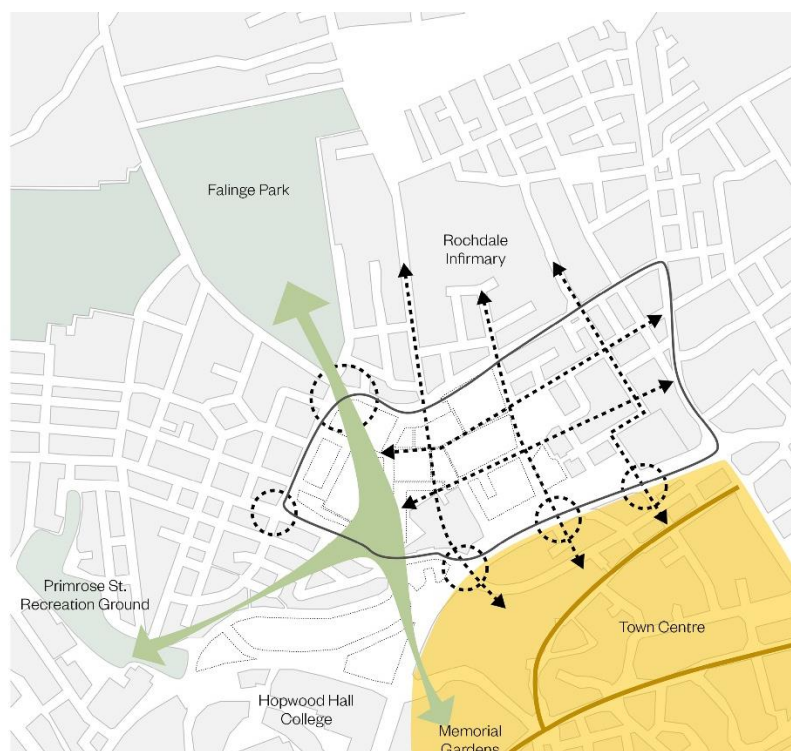 Falinge Park
Rochdale
Infirmary
Primrose St.
Recreation Ground
Town Centre
Hopwood Hall
College
Memorial
Gardens